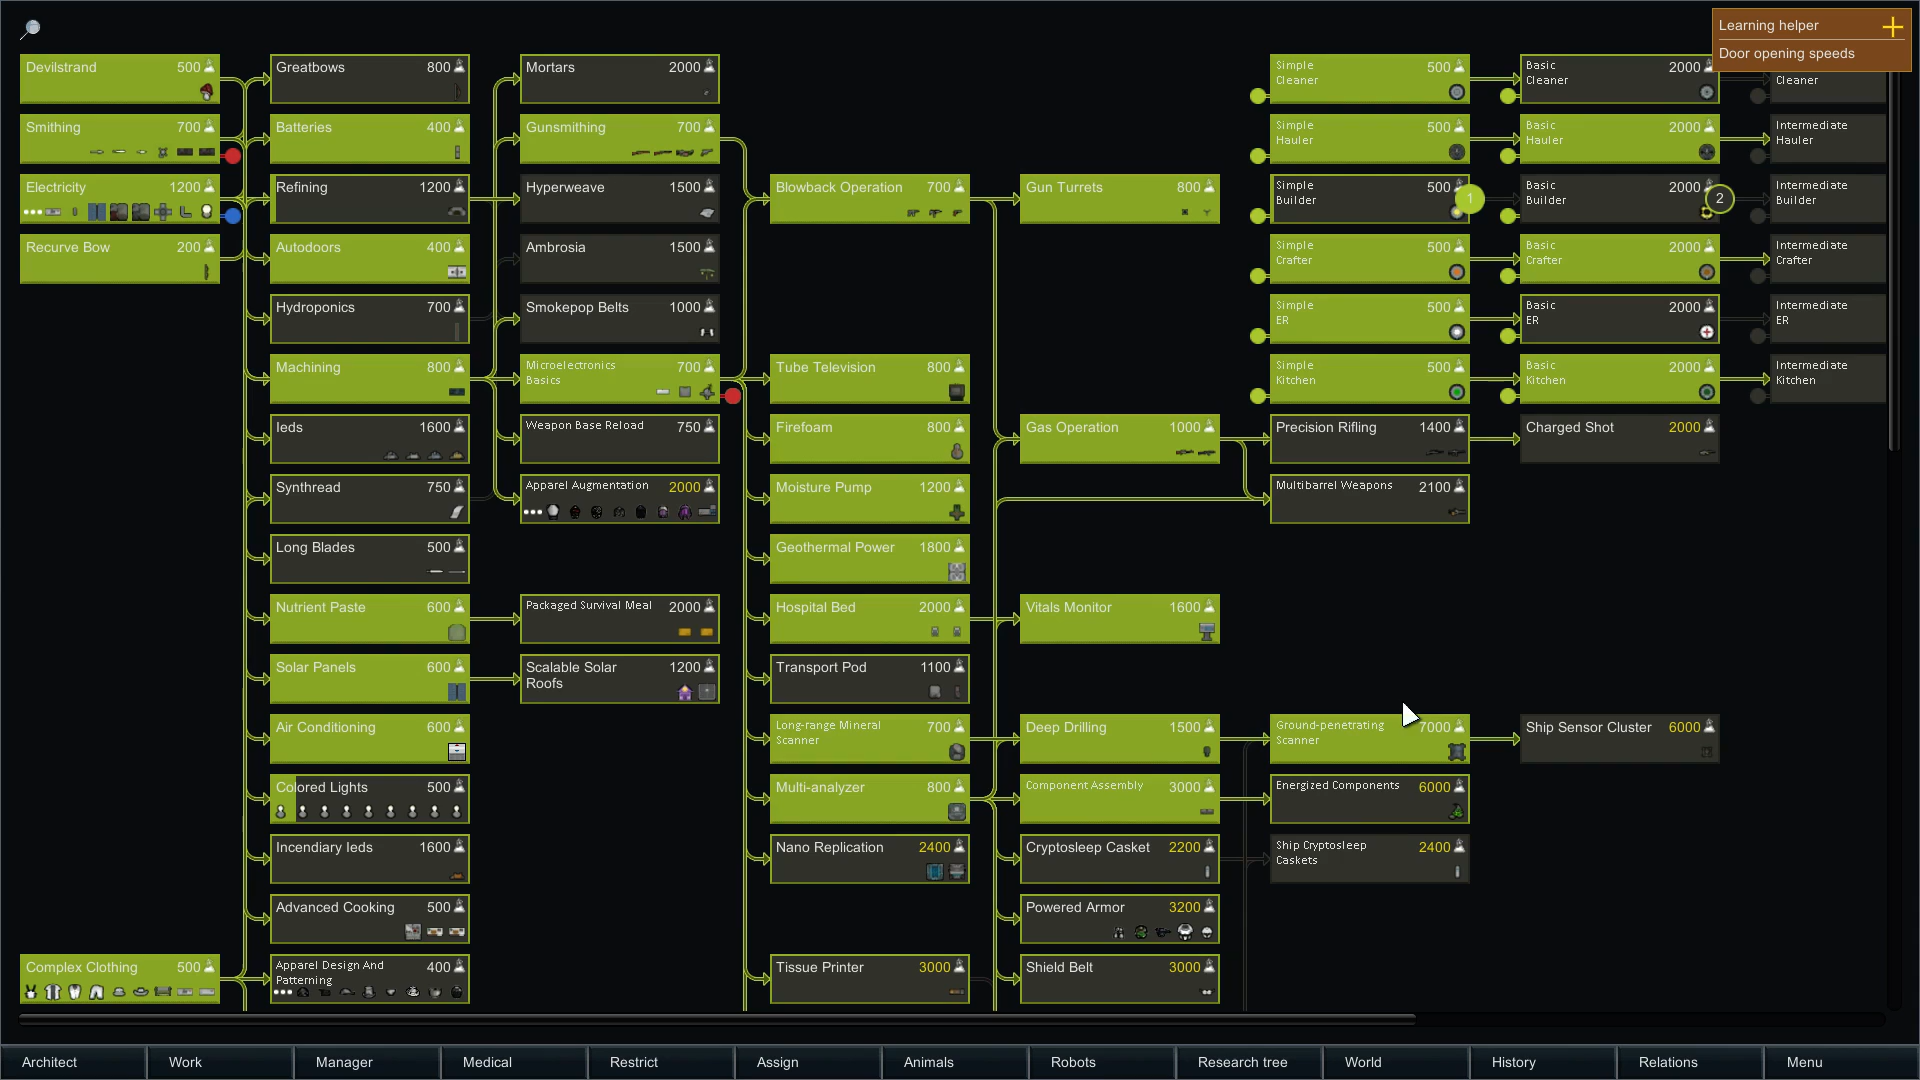 Learning helper
Door opening speeds
Devilstrand 500
Greatbows 800
Mortars 2000
Simple Cleaner 500
Basic Cleaner 2000
Cleaner
Smithing 700
Batteries 400
Gunsmithing 700
Simple Hauler 500
Basic Hauler 2000
Intermediate Hauler
Electricity 1200
Refining 1200
Hyperweave 1500
Blowback Operation 700
Gun Turrets 800
Simple Builder 500
1
Basic Builder 2000
2
Intermediate Builder
Recurve Bow 200
Autodoors 400
Ambrosia 1500
Simple Crafter 500
Basic Crafter 2000
Intermediate Crafter
Hydroponics 700
Smokepop Belts 1000
Simple ER 500
Basic ER 2000
Intermediate ER
Machining 800
Microelectronics Basics 700
Tube Television 800
Simple Kitchen 500
Basic Kitchen 2000
Intermediate Kitchen
Ieds 1600
Weapon Base Reload 750
Firefoam 800
Gas Operation 1000
Precision Rifling 1400
Charged Shot 2000
Synthread 750
Apparel Augmentation 2000
Moisture Pump 1200
Multibarrel Weapons 2100
Long Blades 500
Geothermal Power 1800
Nutrient Paste 600
Packaged Survival Meal 2000
Hospital Bed 2000
Vitals Monitor 1600
Solar Panels 600
Scalable Solar Roofs 1200
Transport Pod 1100
Air Conditioning 600
Long-range Mineral Scanner 700
Deep Drilling 1500
Ground-penetrating Scanner 7000
Ship Sensor Cluster 6000
Colored Lights 500
Multi-analyzer 800
Component Assembly 3000
Energized Components 6000
Incendiary Ieds 1600
Nano Replication 2400
Cryptosleep Casket 2200
Ship Cryptosleep Caskets 2400
Advanced Cooking 500
Powered Armor 3200
Complex Clothing 500
Apparel Design And Patterning 400
Tissue Printer 3000
Shield Belt 3000
Architect
Work
Manager
Medical
Restrict
Assign
Animals
Robots
Research tree
World
History
Relations
Menu